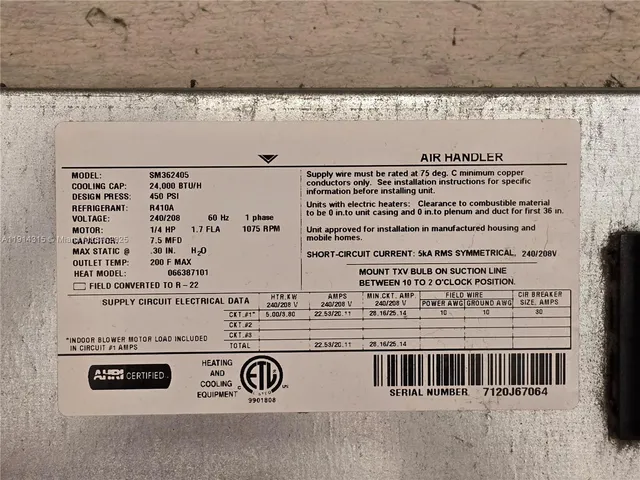 AIR HANDLER
MODEL: SM362405
COOLING CAP: 24,000 BTU/H
DESIGN PRESS: 450 PSI
REFRIGERANT: R410A
VOLTAGE: 240/208 60 Hz 1 phase
MOTOR: 1/4 HP 1.7 FLA 1075 RPM
CAPACITOR: 7.5 MFD
MAX STATIC @ .30 IN. H2O
OUTLET TEMP: 200 F MAX
HEAT MODEL: 066387101
FIELD CONVERTED TO R - 22
Supply wire must be rated at 75 deg. C minimum copper
conductors only. See installation instructions for specific
information before installing unit.
Units with electric heaters: Clearance to combustible material
to be 0 in.to unit casing and 0 in.to plenum and duct for first 36 in.
Unit approved for installation in manufactured housing and
mobile homes.
SHORT-CIRCUIT CURRENT: 5kA RMS SYMMETRICAL, 240/208V
MOUNT TXV BULB ON SUCTION LINE
BETWEEN 10 TO 2 O'CLOCK POSITION.
SUPPLY CIRCUIT ELECTRICAL DATA
HTR.KW 240/208 V AMPS 240/208 V MIN.CKT. AMP 240/208 V FIELD WIRE POWER AWG GROUND AWG CIR BREAKER SIZE, AMPS
CKT.#1* 5.00/3.80 22.53/20.11 28.16/25.14 10 10 30
CKT.#2
CKT.#3
*INDOOR BLOWER MOTOR LOAD INCLUDED
IN CIRCUIT #1 AMPS
TOTAL 22.53/20.11 28.16/25.14
AHRI CERTIFIED
HEATING
AND
COOLING
EQUIPMENT
ETL
9901808
SERIAL NUMBER 7120J67064